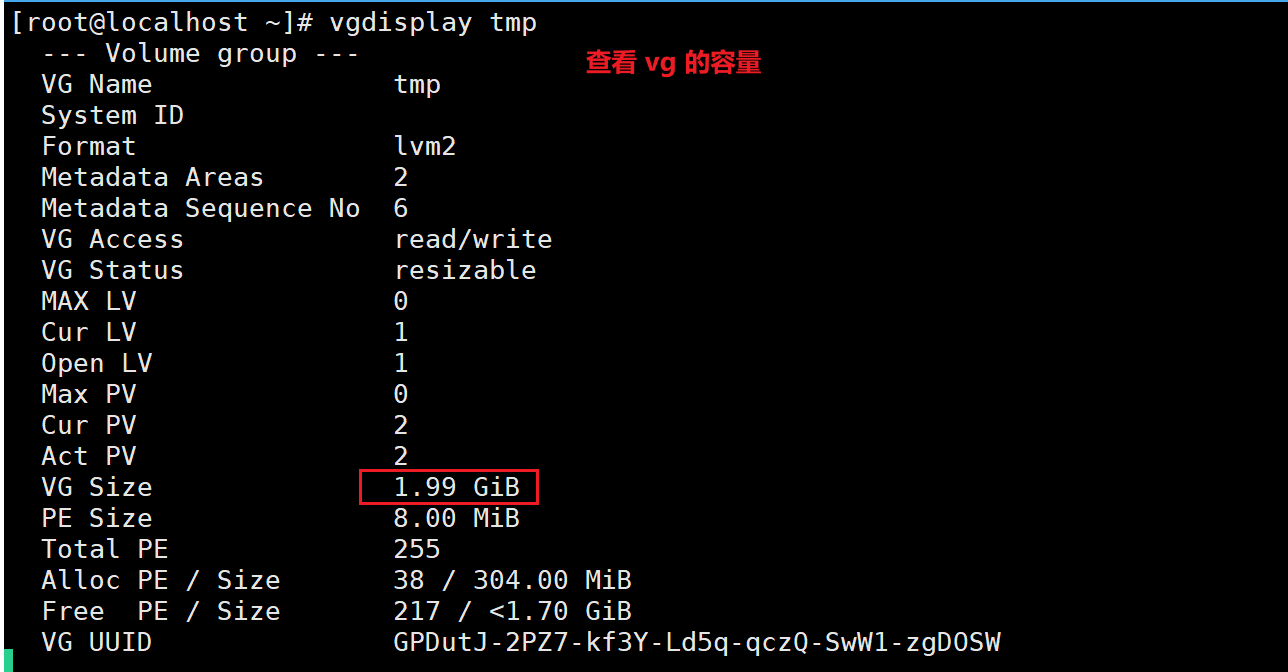 [root@localhost ~]# vgdisplay tmp
--- Volume group ---
查看 vg 的容量
VG Name tmp
System ID
Format lvm2
Metadata Areas 2
Metadata Sequence No 6
VG Access read/write
VG Status resizable
MAX LV 0
Cur LV 1
Open LV 1
Max PV 0
Cur PV 2
Act PV 2
VG Size 1.99 GiB
PE Size 8.00 MiB
Total PE 255
Alloc PE / Size 38 / 304.00 MiB
Free  PE / Size 217 / <1.70 GiB
VG UUID GPDutJ-2PZ7-kf3Y-Ld5q-qczQ-SwW1-zgDOSW